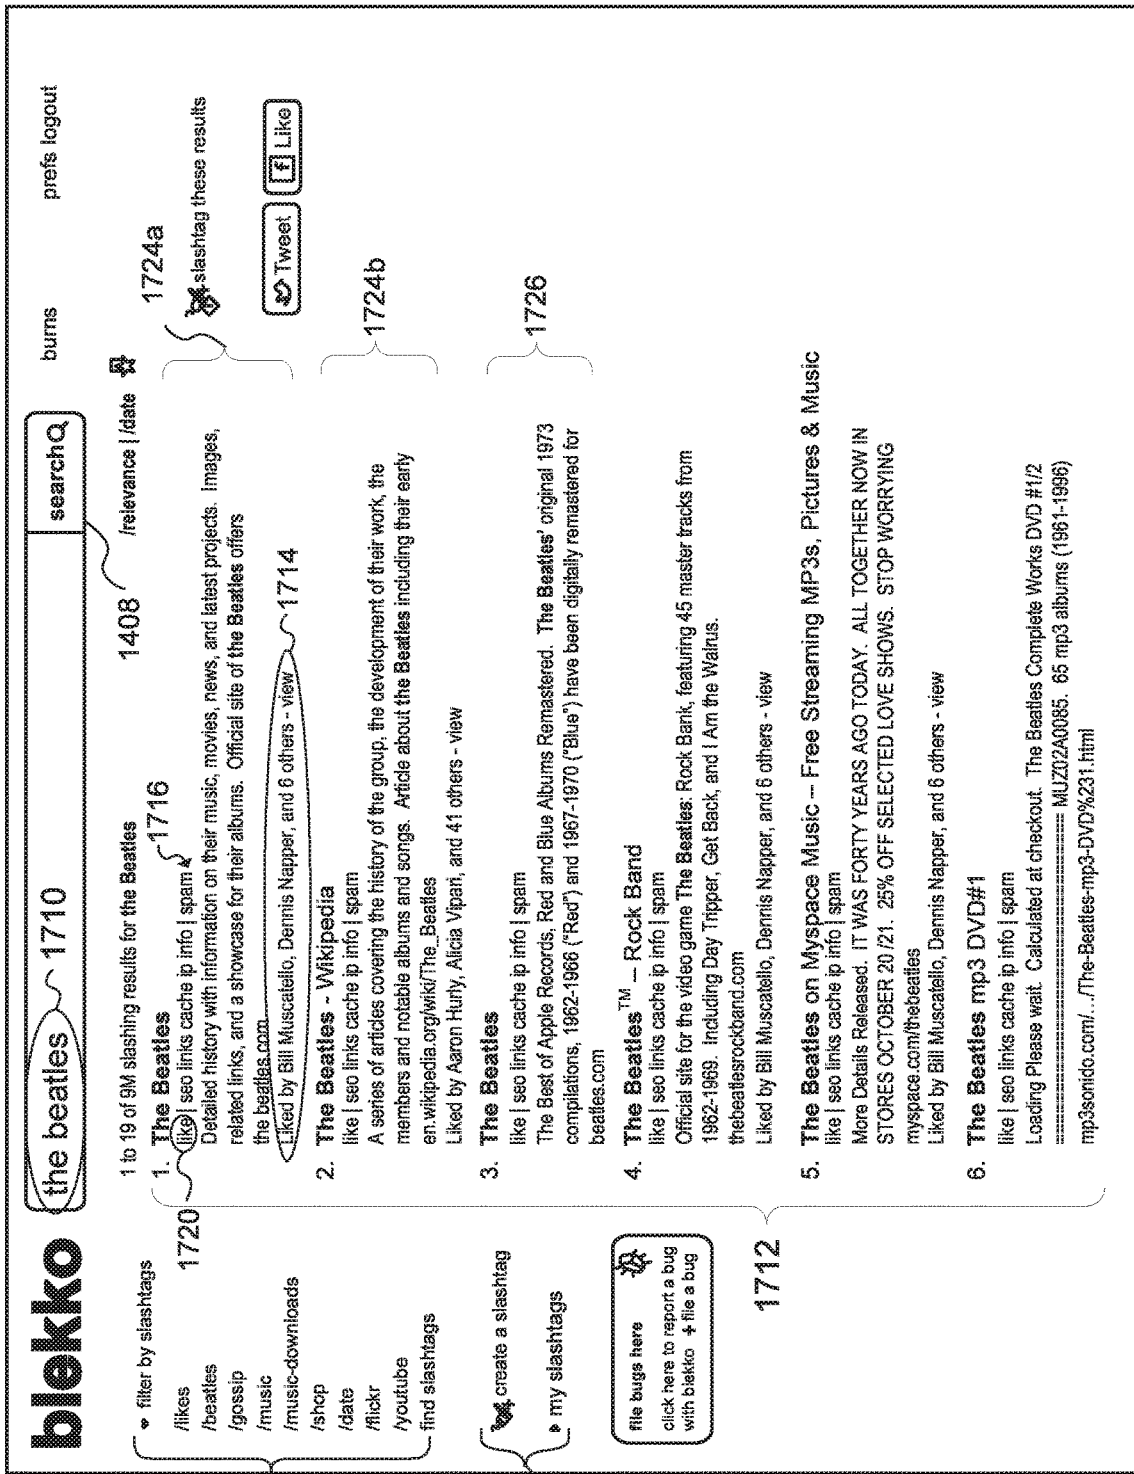 blekko
the beatles
1710
search
burns
prefs logout
1408
1 to 19 of 9M slashing results for the Beatles
/relevance | /date
1716
1724a
slashtag these results
Tweet
Like
filter by slashtags
/likes
/beatles
/gossip
/music
/music-downloads
/shop
/date
/flickr
/youtube
find slashtags
create a slashtag
my slashtags
file bugs here
click here to report a bug
with blekko + file a bug
1720
1712
1. The Beatles
like | seo links cache ip info | spam
Detailed history with information on their music, movies, news, and latest projects. Images,
related links, and a showcase for their albums. Official site of the Beatles offers
the beatles.com
Liked by Bill Muscatello, Dennis Napper, and 6 others - view
1714
2. The Beatles - Wikipedia
like | seo links cache ip info | spam
A series of articles covering the history of the group, the development of their work, the
members and notable albums and songs. Article about the Beatles including their early
en.wikipedia.org/wiki/The_Beatles
Liked by Aaron Hurly, Alicia Vipari, and 41 others - view
1724b
3. The Beatles
like | seo links cache ip info | spam
The Best of Apple Records, Red and Blue Albums Remastered. The Beatles' original 1973
compilations, 1962-1966 ("Red") and 1967-1970 ("Blue") have been digitally remastered for
beatles.com
1726
4. The Beatles™ – Rock Band
like | seo links cache ip info | spam
Official site for the video game The Beatles: Rock Bank, featuring 45 master tracks from
1962-1969. Including Day Tripper, Get Back, and I Am the Walrus.
thebeatlesrockband.com
Liked by Bill Muscatello, Dennis Napper, and 6 others - view
5. The Beatles on Myspace Music – Free Streaming MP3s, Pictures & Music
like | seo links cache ip info | spam
More Details Released. IT WAS FORTY YEARS AGO TODAY. ALL TOGETHER NOW IN
STORES OCTOBER 20 /21. 25% OFF SELECTED LOVE SHOWS. STOP WORRYING
myspace.com/thebeatles
Liked by Bill Muscatello, Dennis Napper, and 6 others - view
6. The Beatles mp3 DVD#1
like | seo links cache ip info | spam
Loading Please wait. Calculated at checkout. The Beatles Complete Works DVD #1/2
MUZ02A0085. 65 mp3 albums (1961-1996)
mp3sonido.com/.../The-Beatles-mp3-DVD%231.html